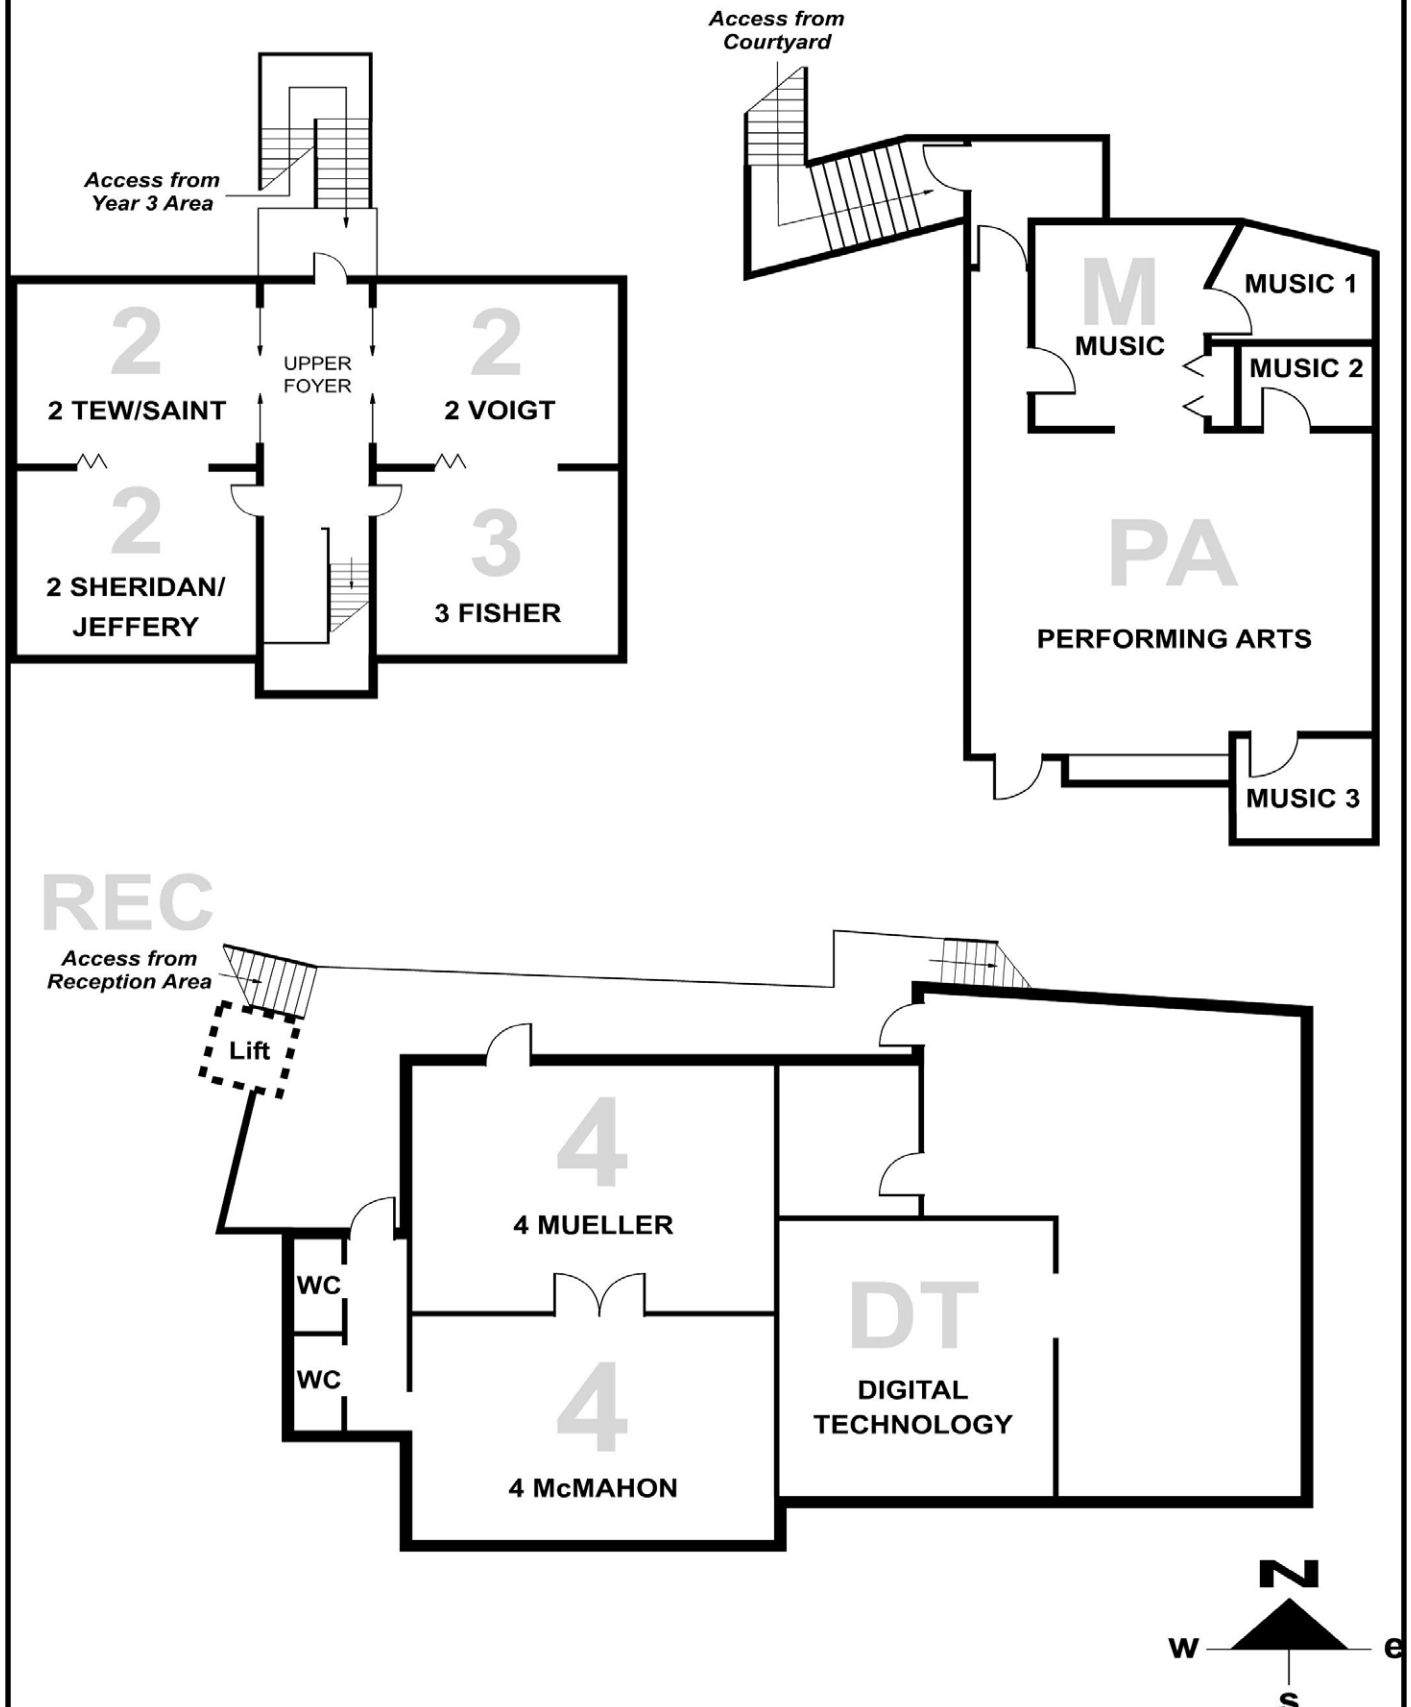 Access from
Courtyard
Access from
Year 3 Area
2
2 TEW/SAINT
UPPER
FOYER
2
2 VOIGT
2
2 SHERIDAN/
JEFFERY
3
3 FISHER
M
MUSIC
MUSIC 1
MUSIC 2
PA
PERFORMING ARTS
MUSIC 3
REC
Access from
Reception Area
Lift
4
4 MUELLER
WC
WC
4
4 McMAHON
DT
DIGITAL
TECHNOLOGY
N
w
e
s